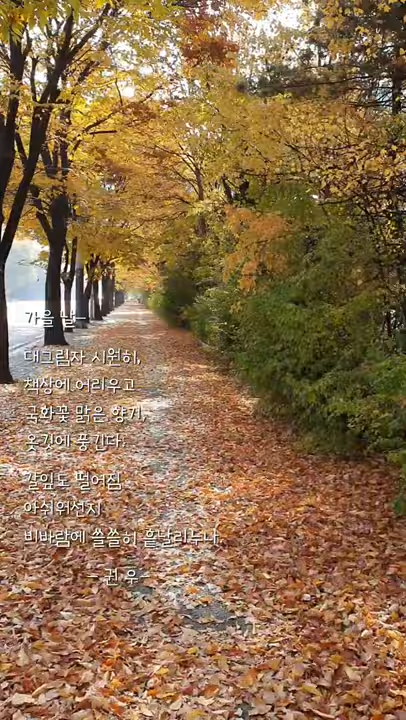 가을 날
대그림자 시원히,
책상에 어리우고
국화꽃 맑은 향기,
옷깃에 풍긴다.
갈잎도 떨어짐
아쉬워선지
비바람에 쓸쓸히 흩날리누나
- 권 우 -